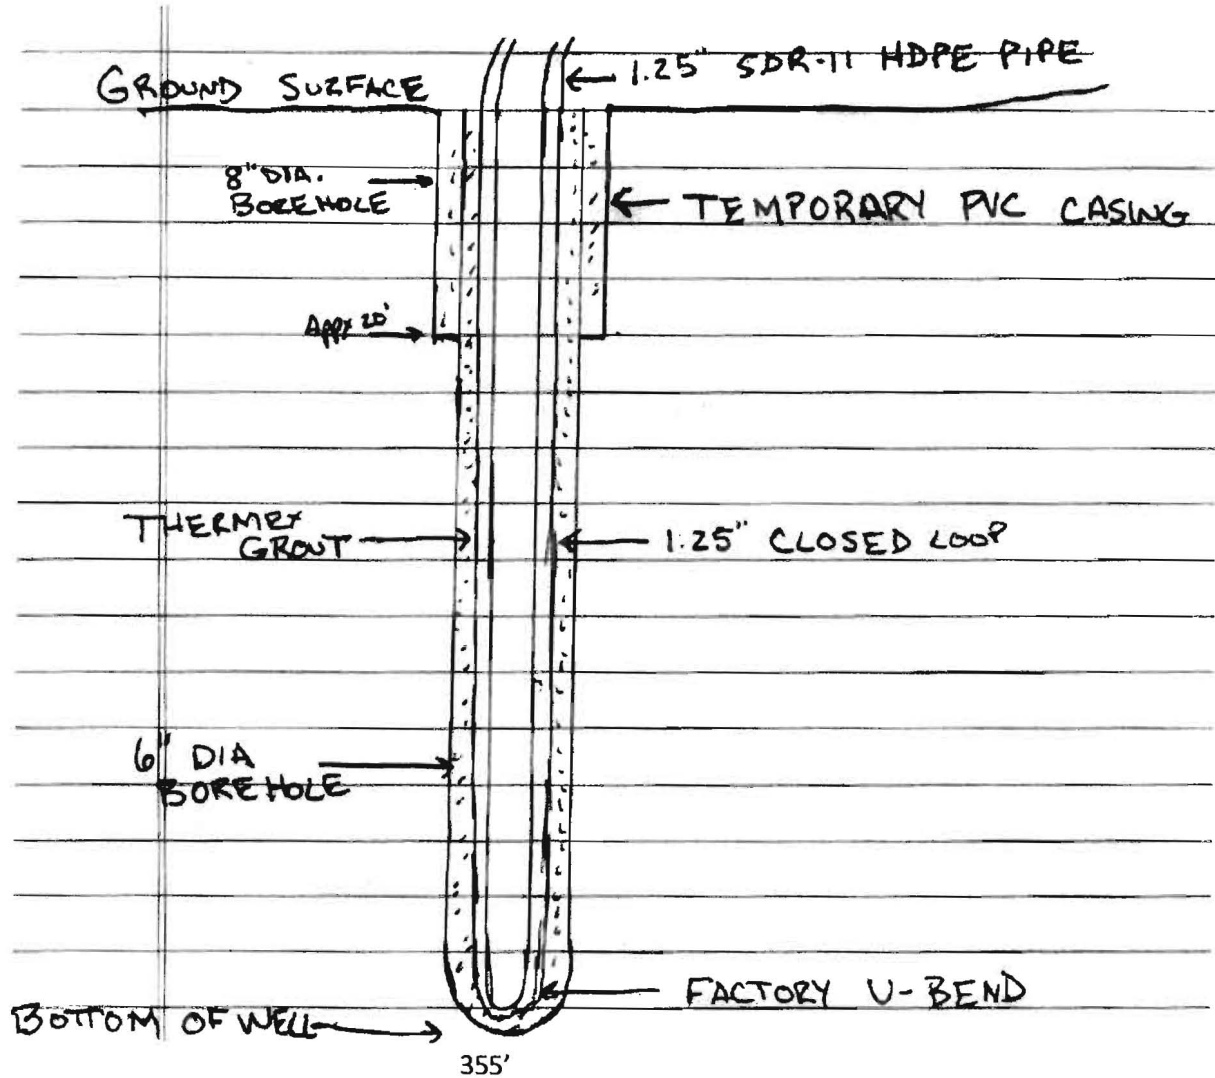 1.25" SDR-11 HDPE PIPE
GROUND SURFACE
8" DIA.
BOREHOLE
TEMPORARY PVC CASING
Appx 20'
THERMEX
GROUT
1.25" CLOSED LOOP
6" DIA
BOREHOLE
FACTORY U-BEND
BOTTOM OF WELL
355'